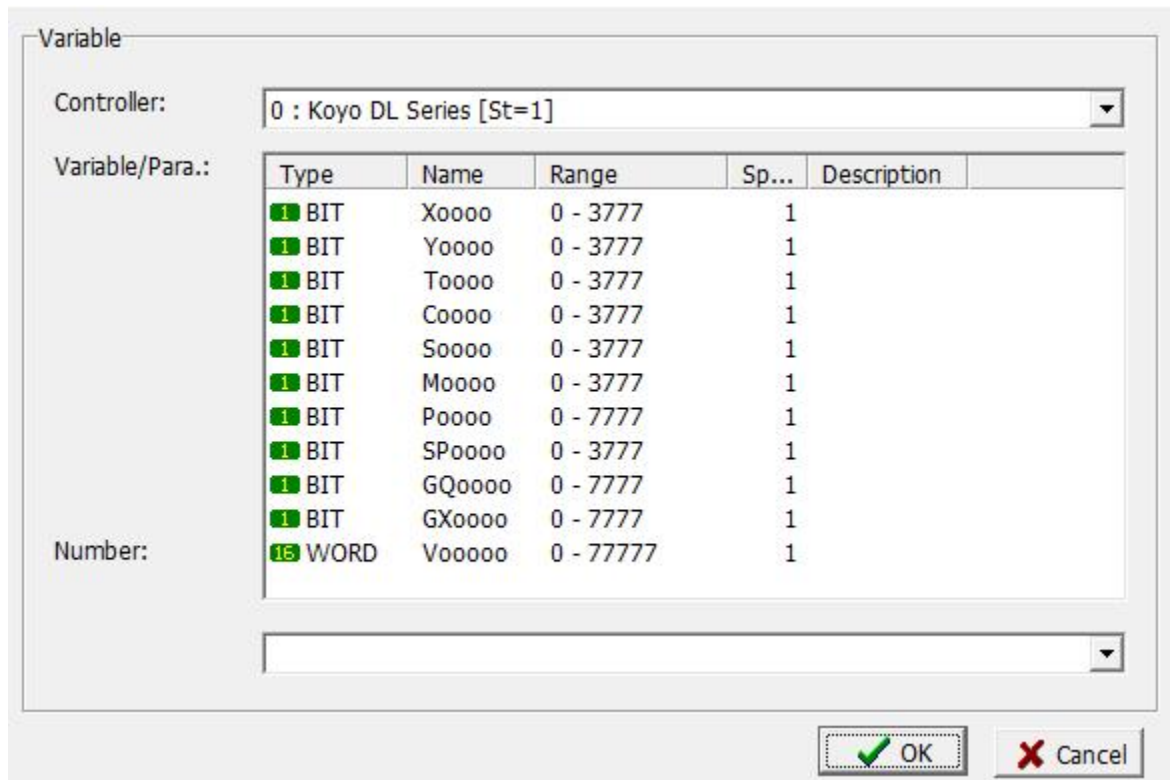 Variable
Controller: 0 : Koyo DL Series [St=1]
Variable/Para.:
Type Name Range Sp... Description
1 BIT Xoooo 0 - 3777 1
1 BIT Yoooo 0 - 3777 1
1 BIT Toooo 0 - 3777 1
1 BIT Coooo 0 - 3777 1
1 BIT Soooo 0 - 3777 1
1 BIT Moooo 0 - 3777 1
1 BIT Poooo 0 - 7777 1
1 BIT SPoooo 0 - 3777 1
1 BIT GQoooo 0 - 7777 1
1 BIT GXoooo 0 - 7777 1
Number:
16 WORD Vooooo 0 - 77777 1
OK Cancel